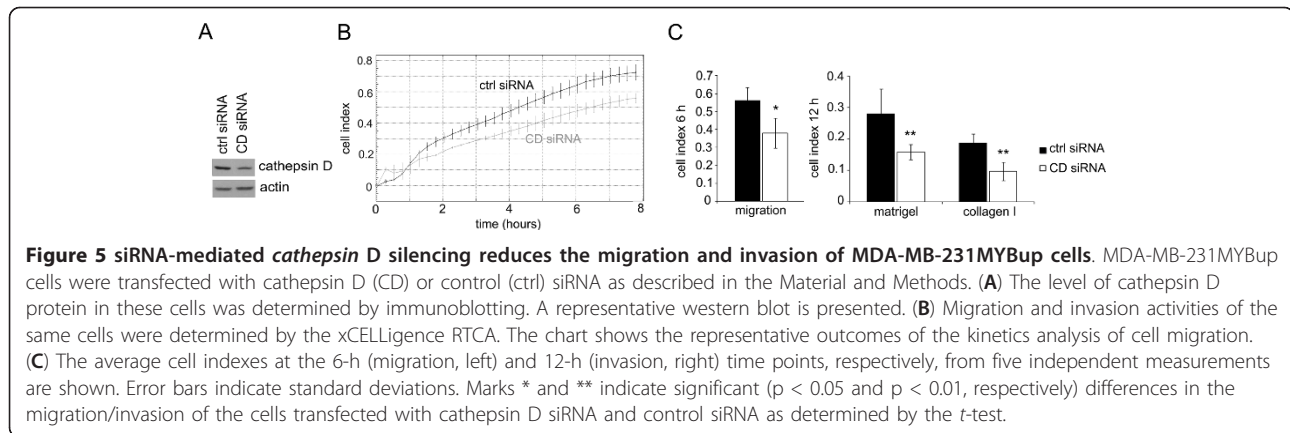 A
ctrl siRNA
CD siRNA
cathepsin D
actin
B
cell index
0.8
0.6
0.4
0.2
0
ctrl siRNA
CD siRNA
0 2 4 6 8
time (hours)
C
cell index 6 h
0.7
0.6
0.5
0.4
0.3
0.2
0.1
*
migration
cell index 12 h
0.4
0.3
0.2
0.1
0
**
**
matrigel collagen I
ctrl siRNA
CD siRNA
Figure 5 siRNA-mediated cathepsin D silencing reduces the migration and invasion of MDA-MB-231MYBup cells. MDA-MB-231MYBup
cells were transfected with cathepsin D (CD) or control (ctrl) siRNA as described in the Material and Methods. (A) The level of cathepsin D
protein in these cells was determined by immunoblotting. A representative western blot is presented. (B) Migration and invasion activities of the
same cells were determined by the xCELLigence RTCA. The chart shows the representative outcomes of the kinetics analysis of cell migration.
(C) The average cell indexes at the 6-h (migration, left) and 12-h (invasion, right) time points, respectively, from five independent measurements
are shown. Error bars indicate standard deviations. Marks * and ** indicate significant (p < 0.05 and p < 0.01, respectively) differences in the
migration/invasion of the cells transfected with cathepsin D siRNA and control siRNA as determined by the t-test.